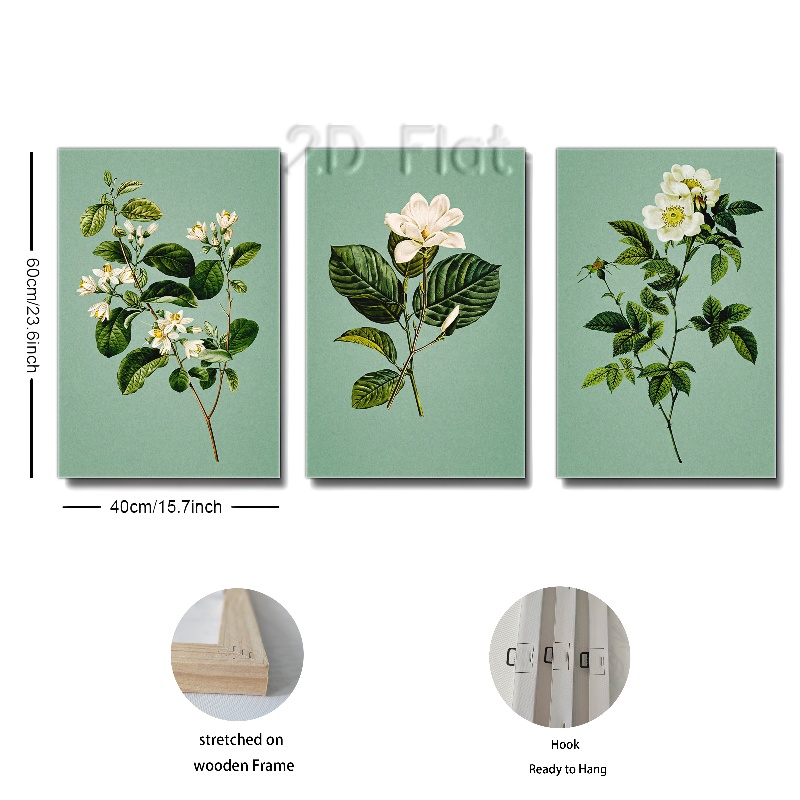 2D Flat
60cm/23.6inch
40cm/15.7inch
stretched on
wooden Frame
Hook
Ready to Hang